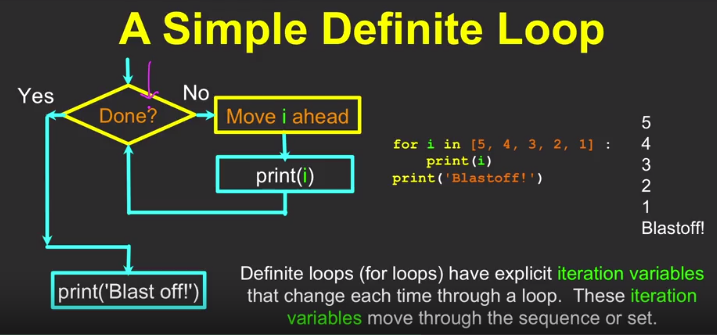 A Simple Definite Loop
Yes
No
Done?
Move i ahead
print(i)
print('Blast off!')
for i in [5, 4, 3, 2, 1] :
    print(i)
print('Blastoff!')
5
4
3
2
1
Blastoff!
Definite loops (for loops) have explicit iteration variables
that change each time through a loop. These iteration
variables move through the sequence or set.